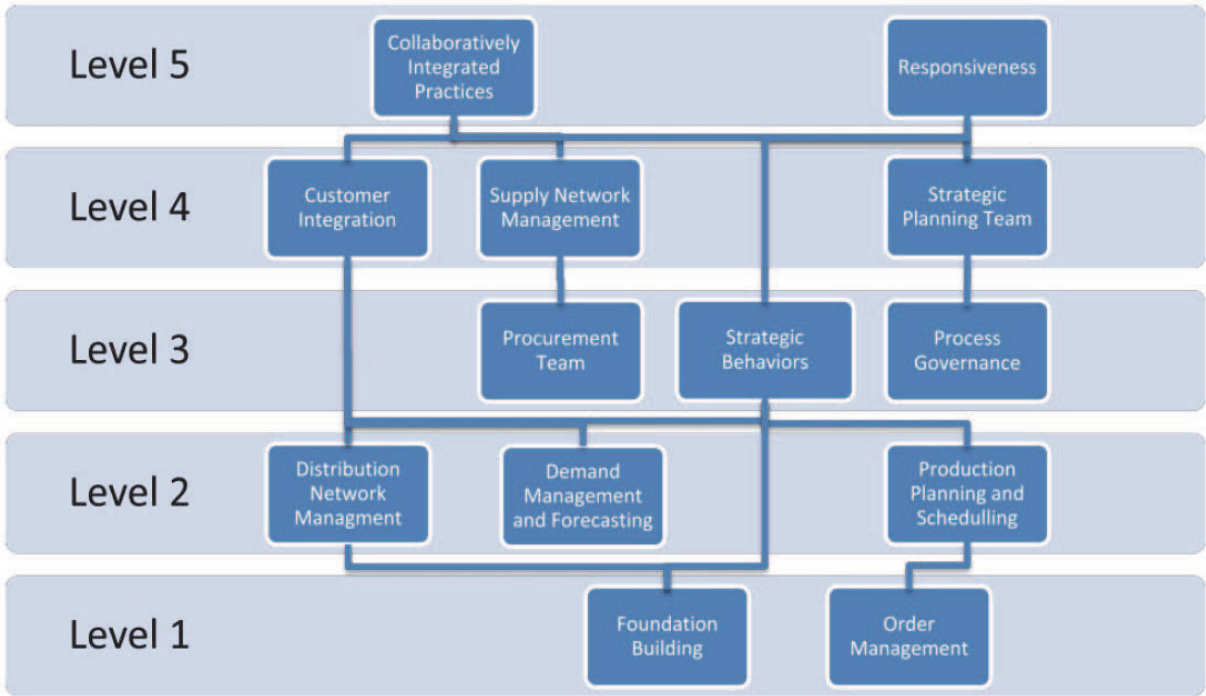 Level 5
Collaboratively
Integrated
Practices
Responsiveness
Level 4
Customer
Integration
Supply Network
Management
Strategic
Planning Team
Level 3
Procurement
Team
Strategic
Behaviors
Process
Governance
Level 2
Distribution
Network
Managment
Demand
Management
and Forecasting
Production
Planning and
Schedulling
Level 1
Foundation
Building
Order
Management